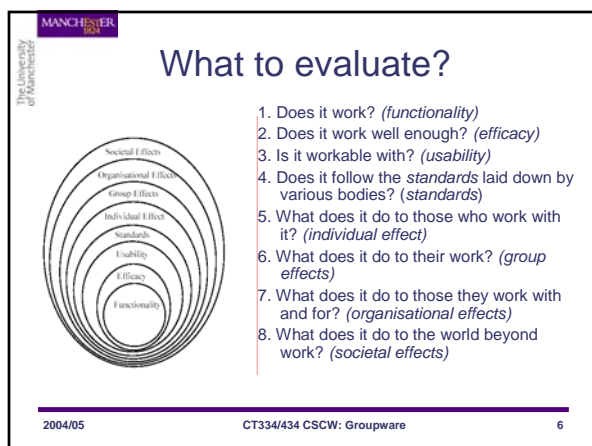 MANCHESTER
1824
The University
of Manchester
What to evaluate?
1. Does it work? (functionality)
2. Does it work well enough? (efficacy)
3. Is it workable with? (usability)
4. Does it follow the standards laid down by
various bodies? (standards)
5. What does it do to those who work with
it? (individual effect)
6. What does it do to their work? (group
effects)
7. What does it do to those they work with
and for? (organisational effects)
8. What does it do to the world beyond
work? (societal effects)
Societal Effects
Organisational Effects
Group Effects
Individual Effect
Standards
Usability
Efficacy
Functionality
2004/05
CT334/434 CSCW: Groupware
6